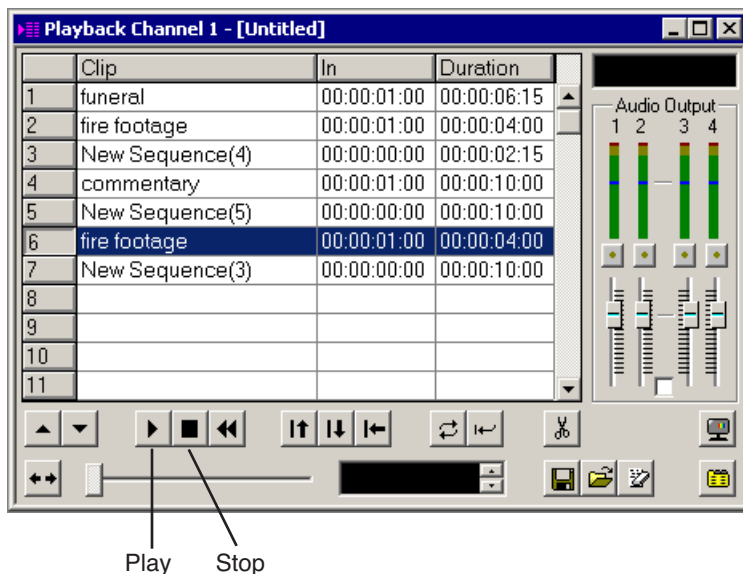 Playback Channel 1 - [Untitled]
Clip In Duration
1 funeral 00:00:01:00 00:00:06:15
2 fire footage 00:00:01:00 00:00:04:00
3 New Sequence(4) 00:00:00:00 00:00:02:15
4 commentary 00:00:01:00 00:00:10:00
5 New Sequence(5) 00:00:00:00 00:00:10:00
6 fire footage 00:00:01:00 00:00:04:00
7 New Sequence(3) 00:00:00:00 00:00:10:00
8
9
10
11
Audio Output
1 2 3 4
Play Stop